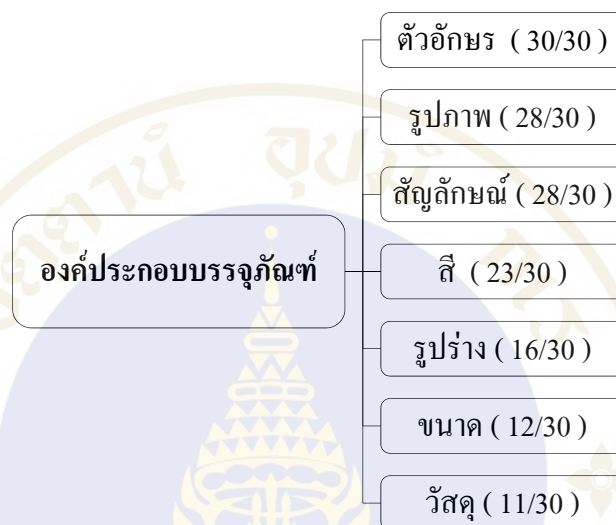 ตัวอักษร ( 30/30 )
รูปภาพ ( 28/30 )
สัญลักษณ์ ( 28/30 )
องค์ประกอบบรรจุภัณฑ์
สี ( 23/30 )
รูปร่าง ( 16/30 )
ขนาด ( 12/30 )
วัสดุ ( 11/30 )